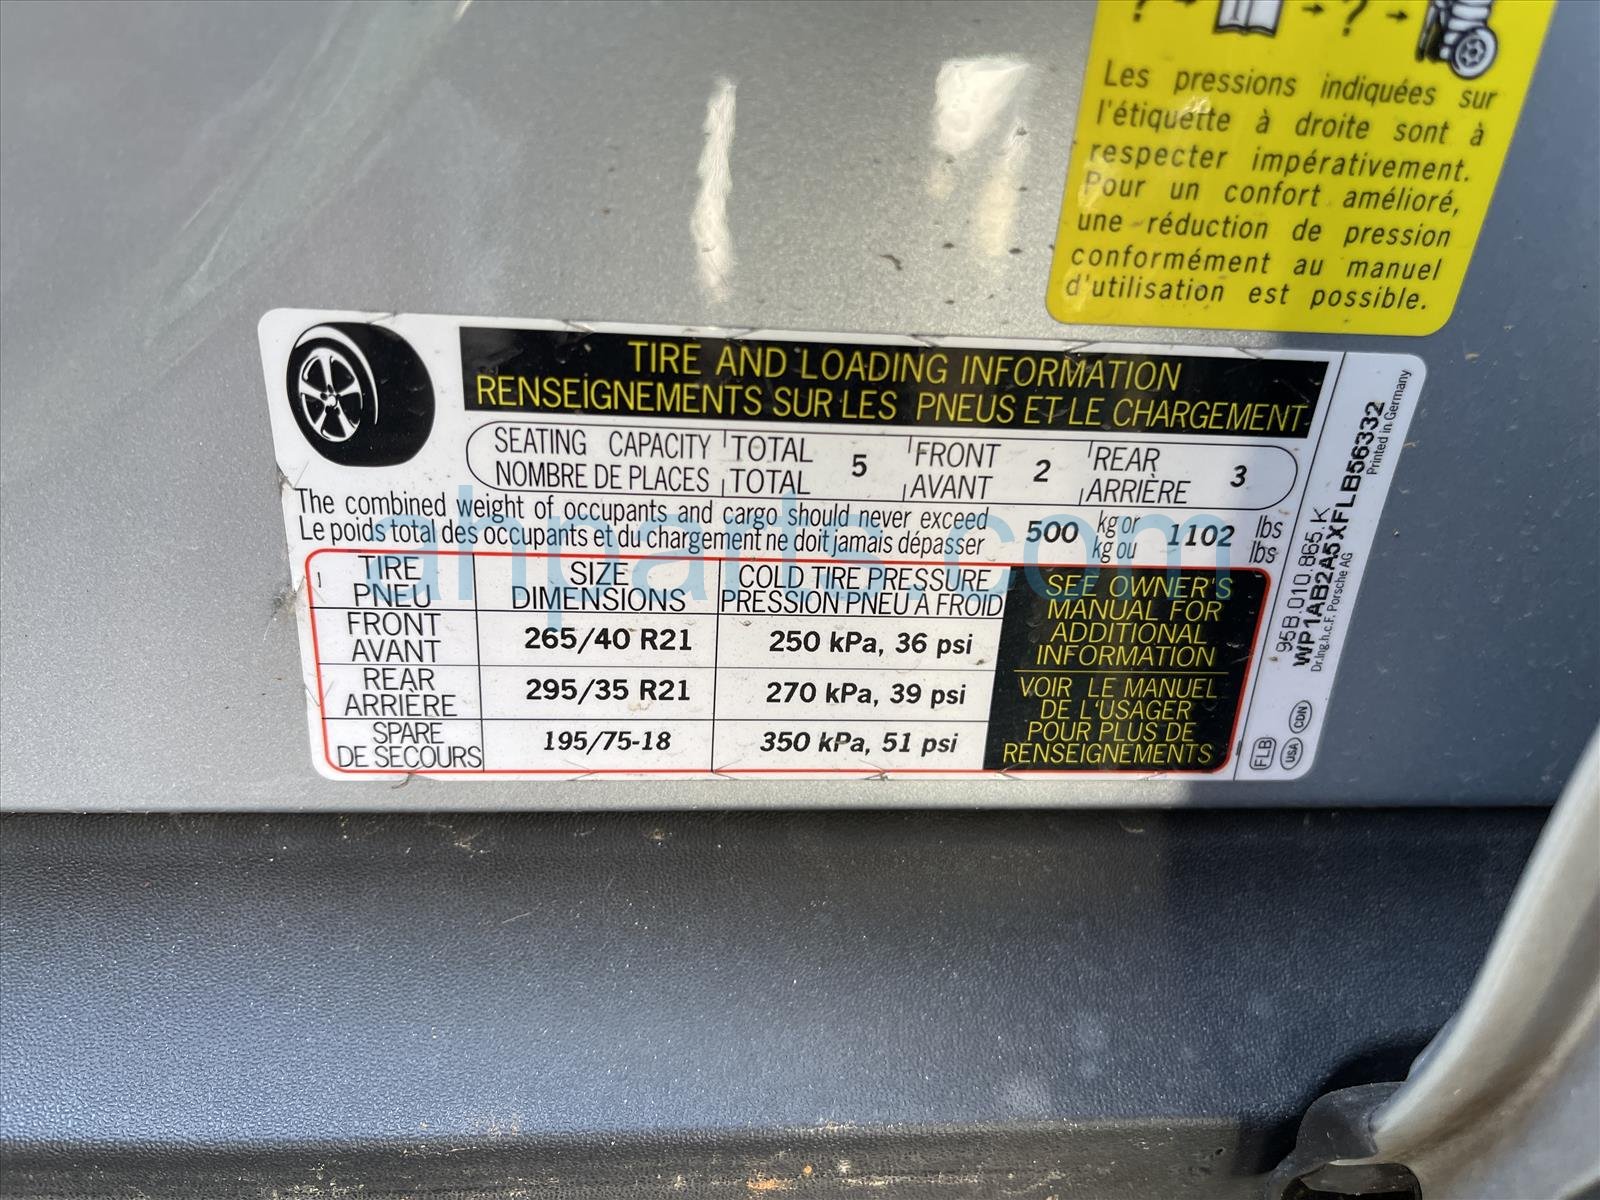 ? → → ? →
Les pressions indiquées sur
l'étiquette à droite sont à
respecter impérativement.
Pour un confort amélioré,
une réduction de pression
conformément au manuel
d'utilisation est possible.
TIRE AND LOADING INFORMATION
RENSEIGNEMENTS SUR LES PNEUS ET LE CHARGEMENT
SEATING CAPACITY TOTAL 5 FRONT 2 REAR 3
NOMBRE DE PLACES TOTAL AVANT ARRIÈRE
The combined weight of occupants and cargo should never exceed 500 kg or 1102 lbs
Le poids total des occupants et du chargement ne doit jamais dépasser kg ou lbs
TIRE SIZE COLD TIRE PRESSURE
PNEU DIMENSIONS PRESSION PNEU A FROID
FRONT 265/40 R21 250 kPa, 36 psi
AVANT
REAR 295/35 R21 270 kPa, 39 psi
ARRIÈRE
SPARE 195/75-18 350 kPa, 51 psi
DE SECOURS
SEE OWNER'S
MANUAL FOR
ADDITIONAL
INFORMATION
VOIR LE MANUEL
DE L'USAGER
POUR PLUS DE
RENSEIGNEMENTS
95B.010.865.K
WP1AB2A5XFLB56332
Dr.Ing.h.c.F. Porsche AG Printed in Germany
FLB USA CDN
ahparts.com